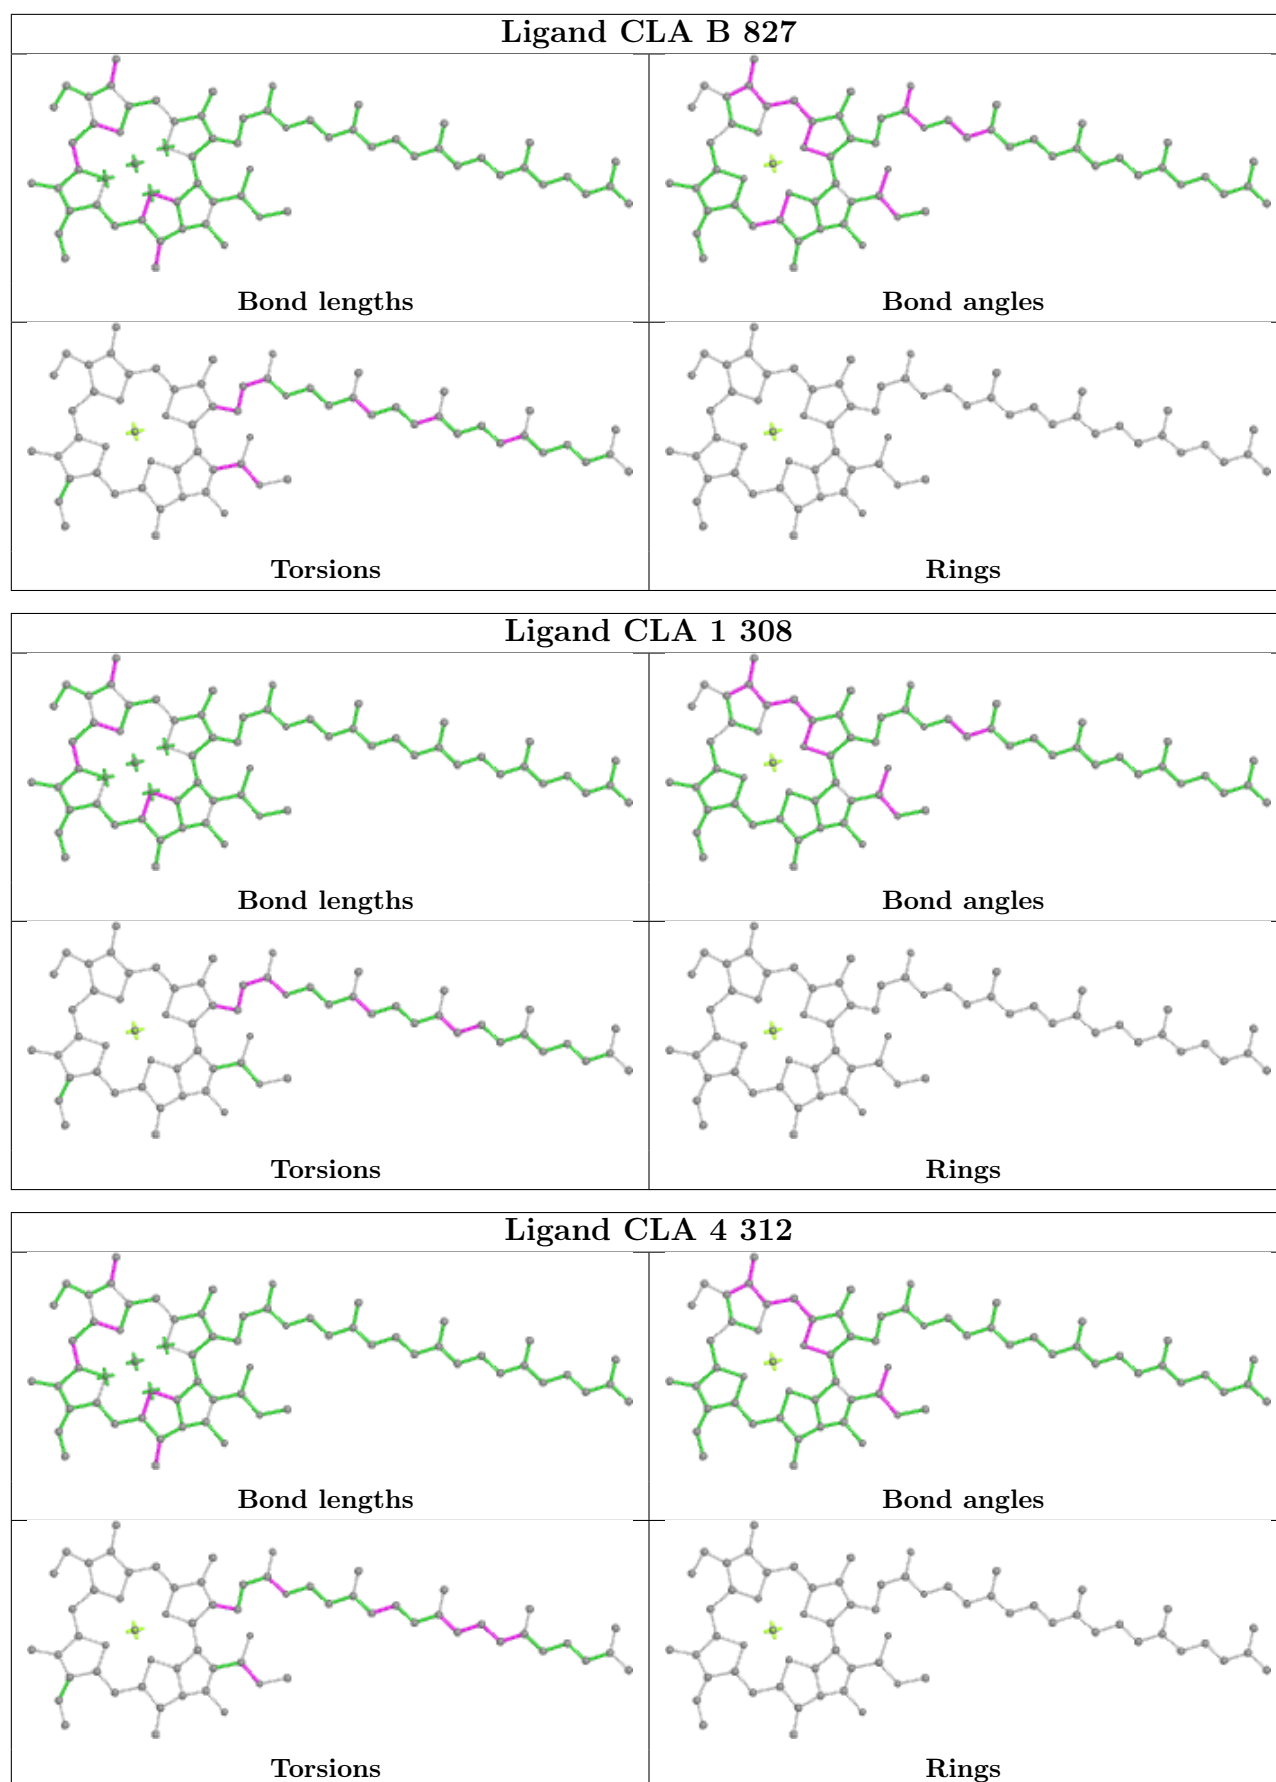 Ligand CLA B 827
Bond lengths
Bond angles
Torsions
Rings
Ligand CLA 1 308
Bond lengths
Bond angles
Torsions
Rings
Ligand CLA 4 312
Bond lengths
Bond angles
Torsions
Rings